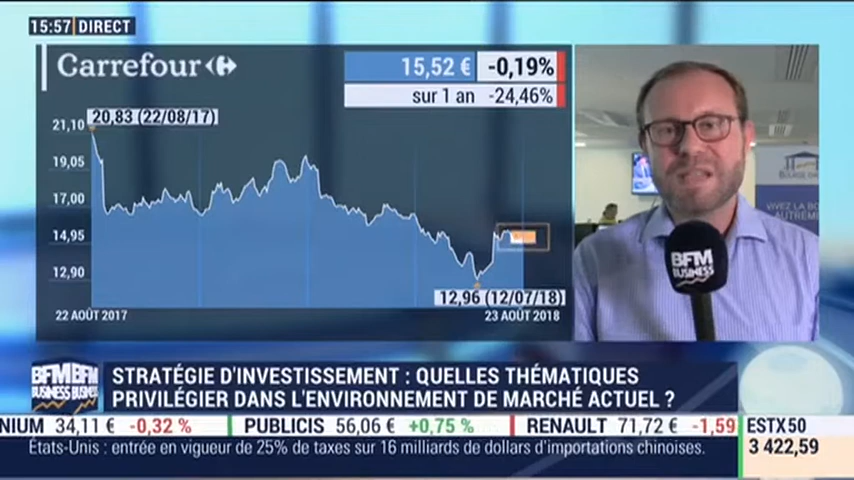 15:57 DIRECT
Carrefour
15,52 € -0,19%
sur 1 an -24,46%
20,83 (22/08/17)
21,10
19,05
17,00
14,95
12,90
12,96 (12/07/18)
22 AOÛT 2017
23 AOÛT 2018
BFM
BUSINESS
BFM BFM
BUSINESS BUSINESS
STRATÉGIE D'INVESTISSEMENT : QUELLES THÉMATIQUES
PRIVILÉGIER DANS L'ENVIRONNEMENT DE MARCHÉ ACTUEL ?
NIUM 34,11 € -0,32 % PUBLICIS 56,06 € +0,75 % RENAULT 71,72 € -1,59
ESTX50
3 422,59
États-Unis : entrée en vigueur de 25% de taxes sur 16 milliards de dollars d'importations chinoises.